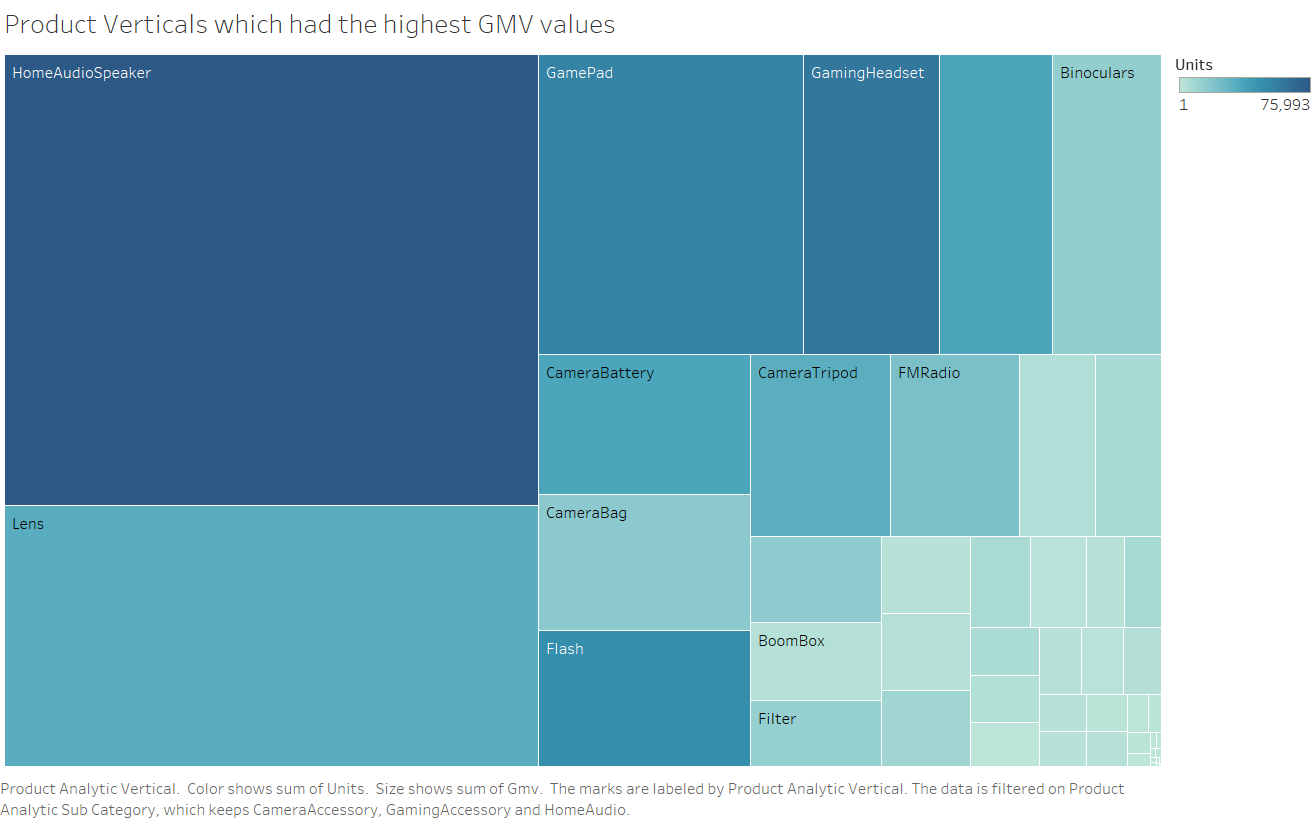 Product Verticals which had the highest GMV values
HomeAudioSpeaker
GamePad
GamingHeadset
Binoculars
Units
1
75,993
CameraBattery
CameraTripod
FMRadio
CameraBag
Lens
Flash
BoomBox
Filter
Product Analytic Vertical.  Color shows sum of Units.  Size shows sum of Gmv.  The marks are labeled by Product Analytic Vertical. The data is filtered on Product
Analytic Sub Category, which keeps CameraAccessory, GamingAccessory and HomeAudio.